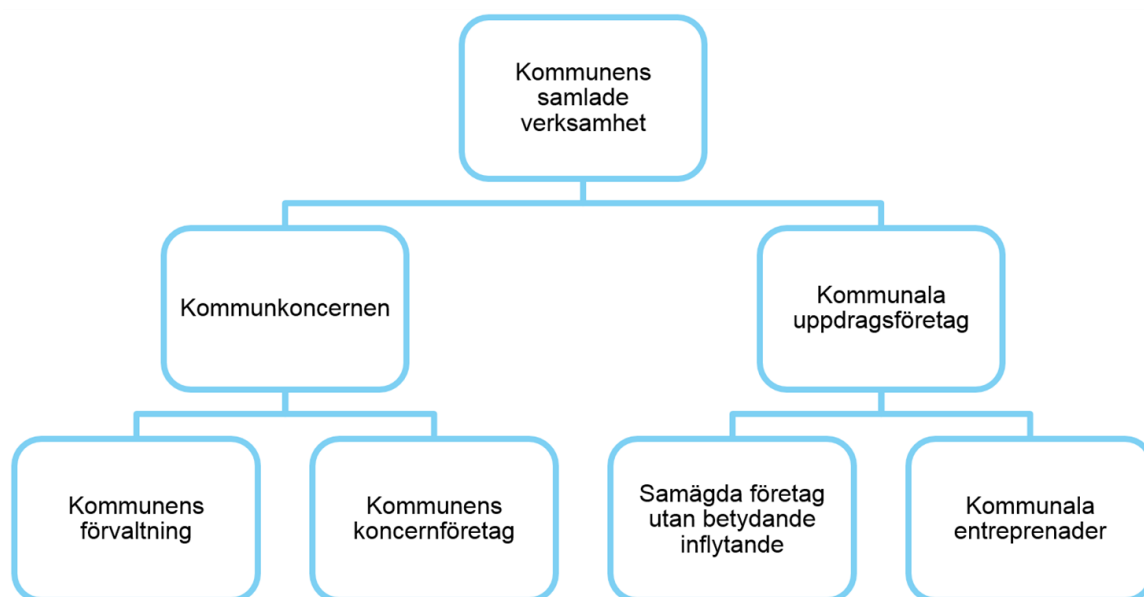 Kommunens
samlade
verksamhet
Kommunkoncernen
Kommunala
uppdragsföretag
Kommunens
förvaltning
Kommunens
koncernföretag
Samägda företag
utan betydande
inflytande
Kommunala
entreprenader